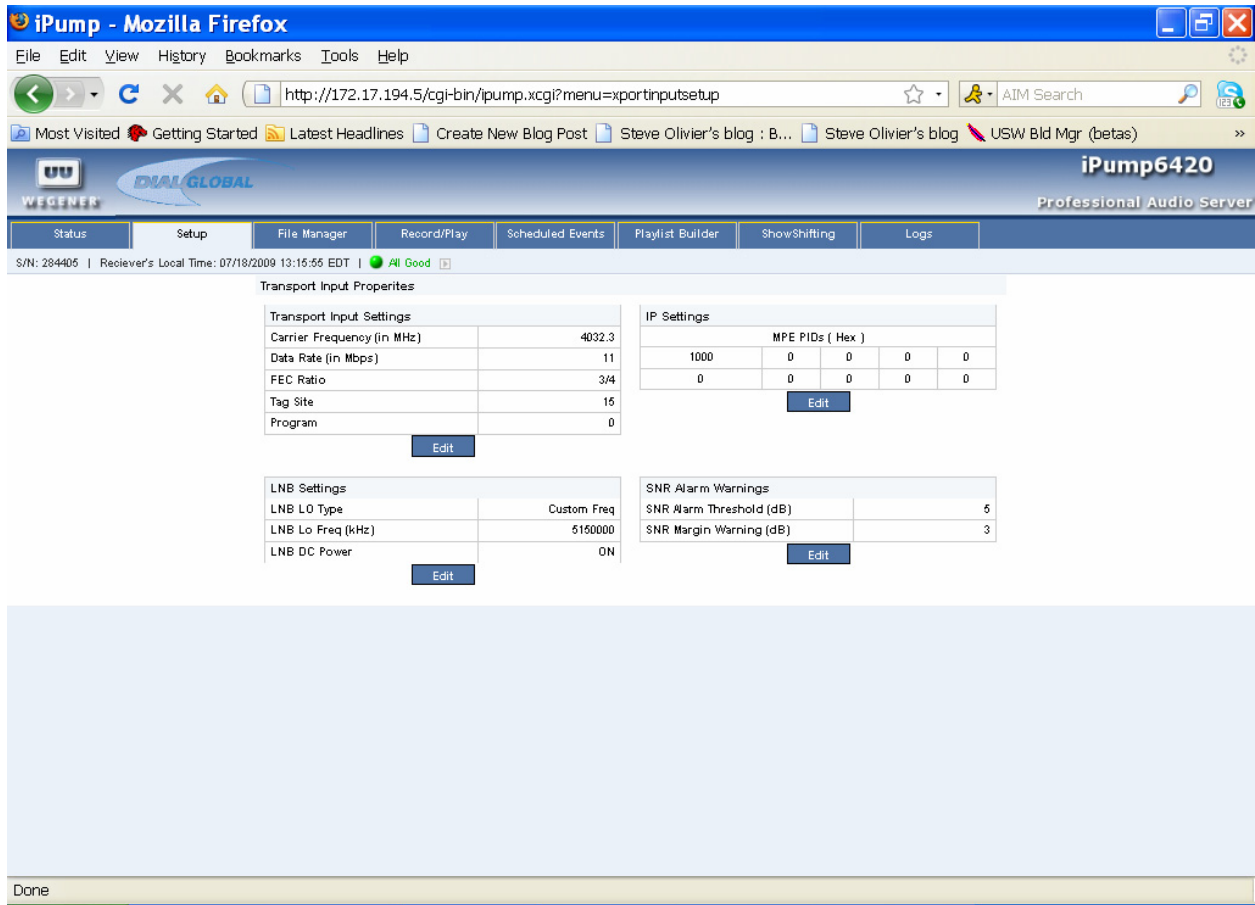 iPump - Mozilla Firefox
File Edit View History Bookmarks Tools Help
http://172.17.194.5/cgi-bin/ipump.xcgi?menu=xportinputsetup
AIM Search
Most Visited Getting Started Latest Headlines Create New Blog Post Steve Olivier's blog : B... Steve Olivier's blog USW Bld Mgr (betas) »
WEGENER DIAL GLOBAL iPump6420
Professional Audio Server
Status Setup File Manager Record/Play Scheduled Events Playlist Builder ShowShifting Logs
S/N: 284405 | Reciever's Local Time: 07/18/2009 13:15:55 EDT | All Good
Transport Input Properites
Transport Input Settings
Carrier Frequency (in MHz) 4032.3
Data Rate (in Mbps) 11
FEC Ratio 3/4
Tag Site 15
Program 0
Edit
IP Settings
MPE PIDs ( Hex )
1000 0 0 0 0
0 0 0 0 0
Edit
LNB Settings
LNB LO Type Custom Freq
LNB Lo Freq (kHz) 5150000
LNB DC Power ON
Edit
SNR Alarm Warnings
SNR Alarm Threshold (dB) 5
SNR Margin Warning (dB) 3
Edit
Done